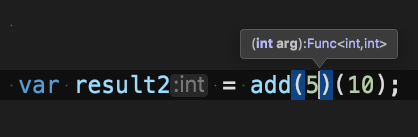 (int arg):Func<int,int>
var result2:int = add(5)(10);